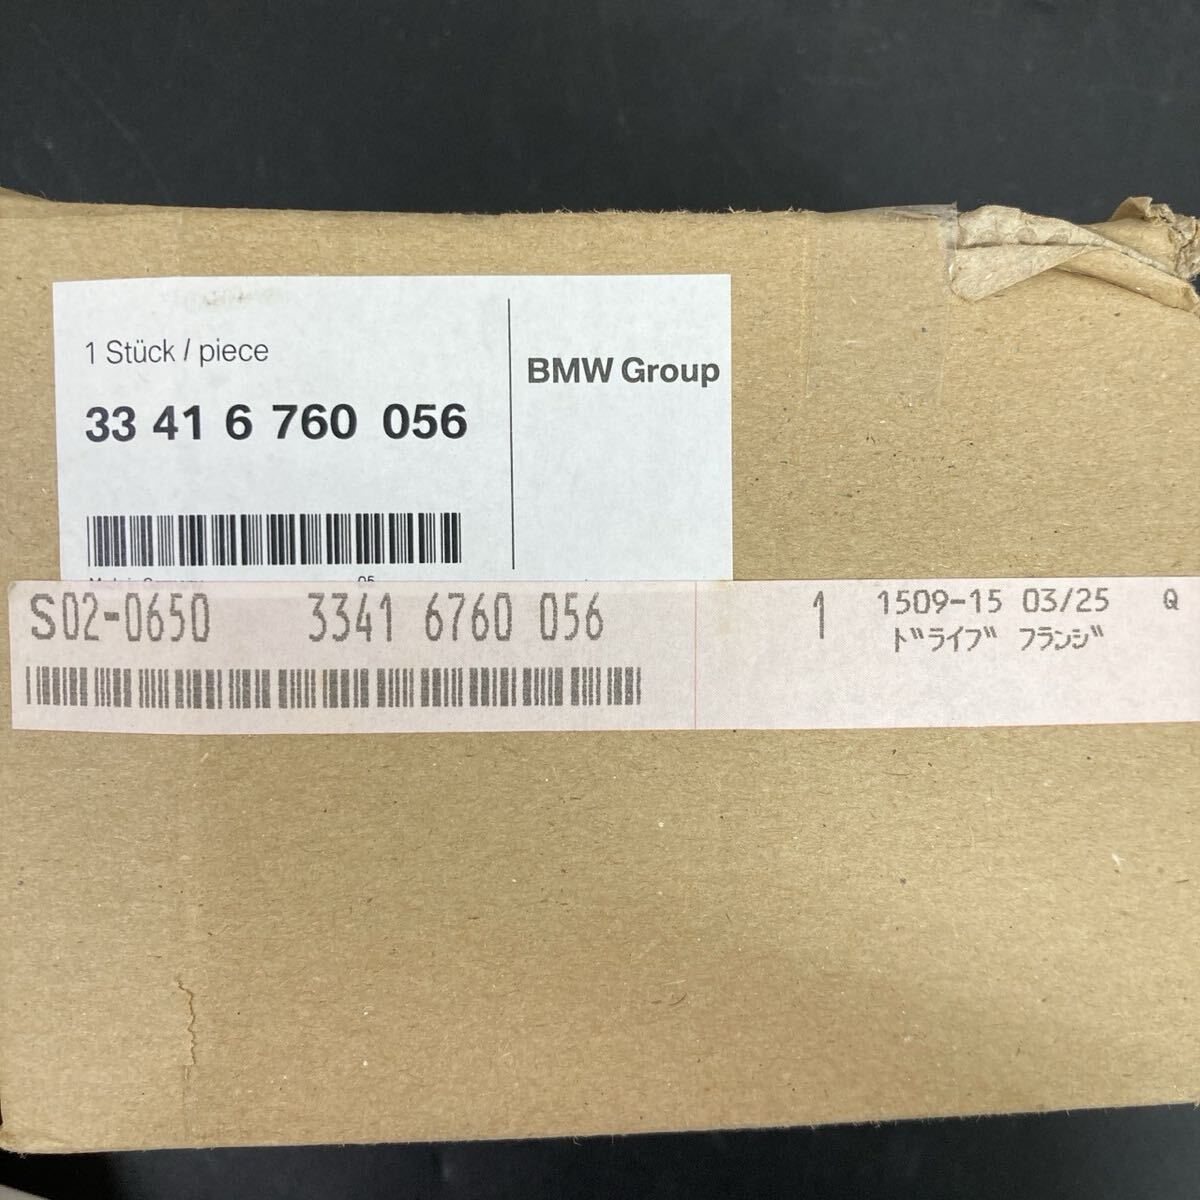 1 Stück / piece
BMW Group
33 41 6 760 056
S02-0650 3341 6760 056 1 1509-15 03/25 Q
ﾄﾞﾗｲﾌﾞ ﾌﾗﾝｼﾞ